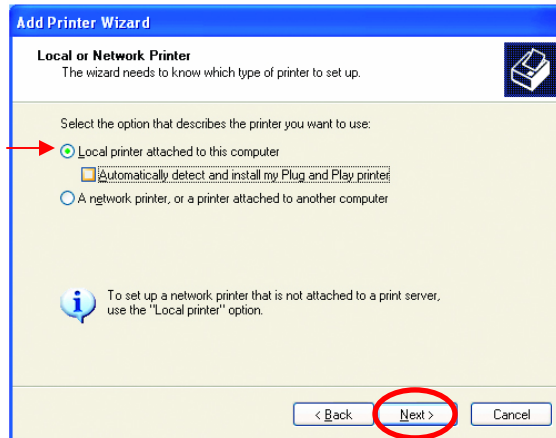 Add Printer Wizard
Local or Network Printer
The wizard needs to know which type of printer to set up.
Select the option that describes the printer you want to use:
Local printer attached to this computer
Automatically detect and install my Plug and Play printer
A network printer, or a printer attached to another computer
To set up a network printer that is not attached to a print server,
use the "Local printer" option.
< Back
Next >
Cancel